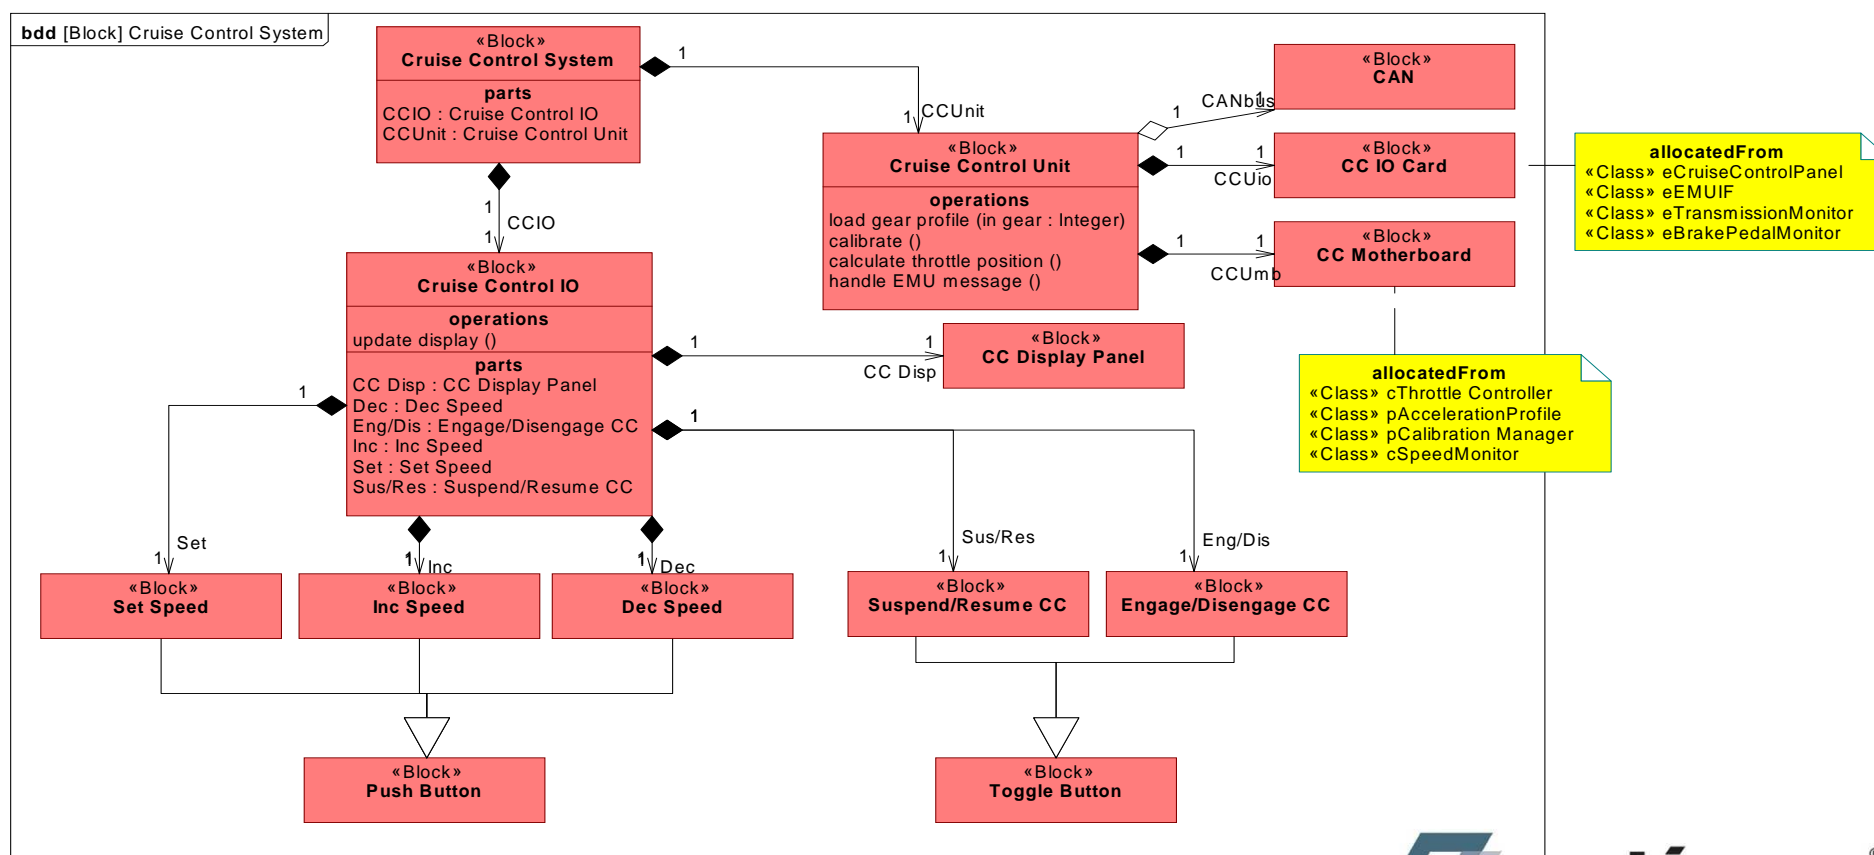 bdd [Block] Cruise Control System
«Block»
Cruise Control System
parts
CCIO : Cruise Control IO
CCUnit : Cruise Control Unit
1
1
CCUnit
1
CCIO
1
«Block»
Cruise Control Unit
operations
load gear profile (in gear : Integer)
calibrate ()
calculate throttle position ()
handle EMU message ()
1
CANbus
1
«Block»
CAN
1
CCUio
1
«Block»
CC IO Card
1
CCUmb
1
«Block»
CC Motherboard
allocatedFrom
«Class» eCruiseControlPanel
«Class» eEMUIF
«Class» eTransmissionMonitor
«Class» eBrakePedalMonitor
allocatedFrom
«Class» cThrottle Controller
«Class» pAccelerationProfile
«Class» pCalibration Manager
«Class» cSpeedMonitor
«Block»
Cruise Control IO
operations
update display ()
parts
CC Disp : CC Display Panel
Dec : Dec Speed
Eng/Dis : Engage/Disengage CC
Inc : Inc Speed
Set : Set Speed
Sus/Res : Suspend/Resume CC
1
CC Disp
1
«Block»
CC Display Panel
1
1
Set
1
1
Inc
1
Dec
1
Sus/Res
1
Eng/Dis
«Block»
Set Speed
«Block»
Inc Speed
«Block»
Dec Speed
«Block»
Suspend/Resume CC
«Block»
Engage/Disengage CC
«Block»
Push Button
«Block»
Toggle Button